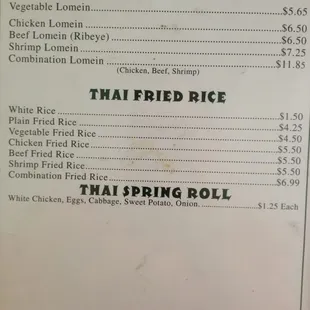 Vegetable Lomein $5.65
Chicken Lomein $6.50
Beef Lomein (Ribeye) $6.50
Shrimp Lomein $7.25
Combination Lomein $11.85
(Chicken, Beef, Shrimp)
THAI FRIED RICE
White Rice $1.50
Plain Fried Rice $4.25
Vegetable Fried Rice $4.50
Chicken Fried Rice $5.50
Beef Fried Rice $5.50
Shrimp Fried Rice $5.50
Combination Fried Rice $6.99
THAI SPRING ROLL
White Chicken, Eggs, Cabbage, Sweet Potato, Onion, $1.25 Each